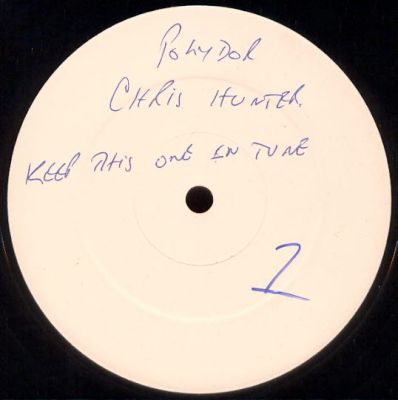 POLYDOR
CHRIS HUNTER.
KEEP THIS ONE IN TUNE
1